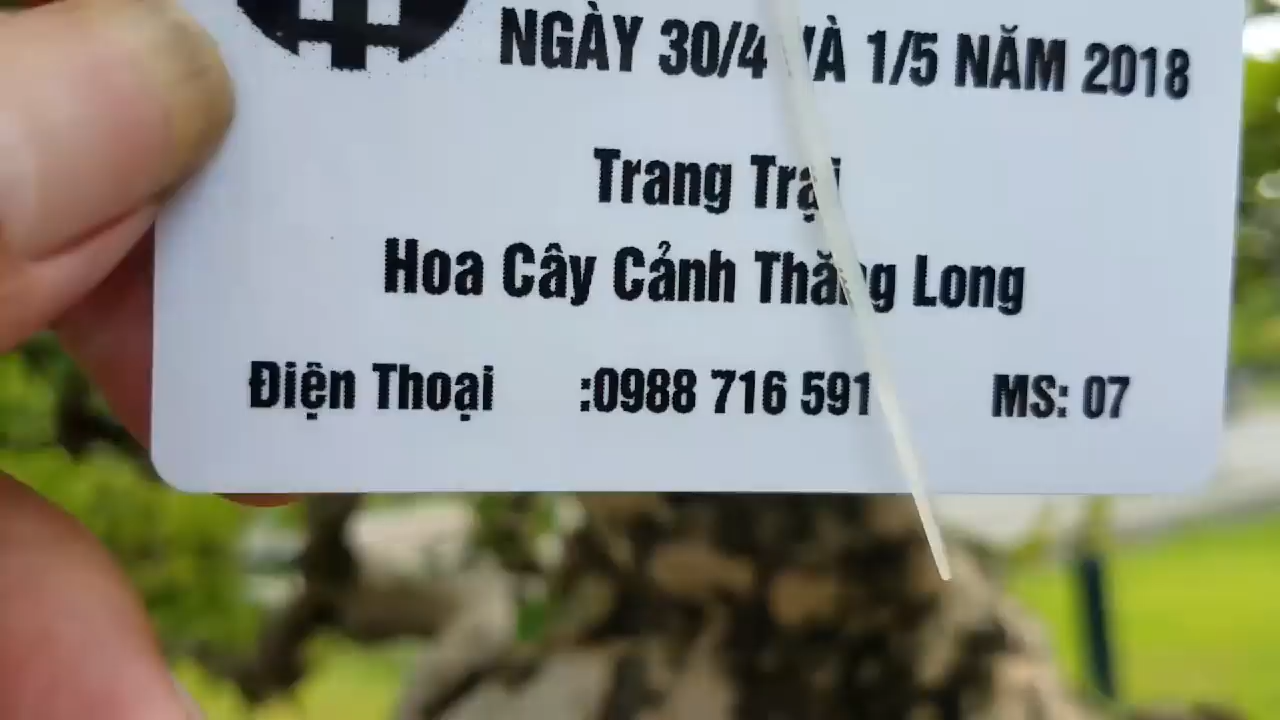 NGÀY 30/4 VÀ 1/5 NĂM 2018
Trang Trại
Hoa Cây Cảnh Thăng Long
Điện Thoại :0988 716 591 MS: 07